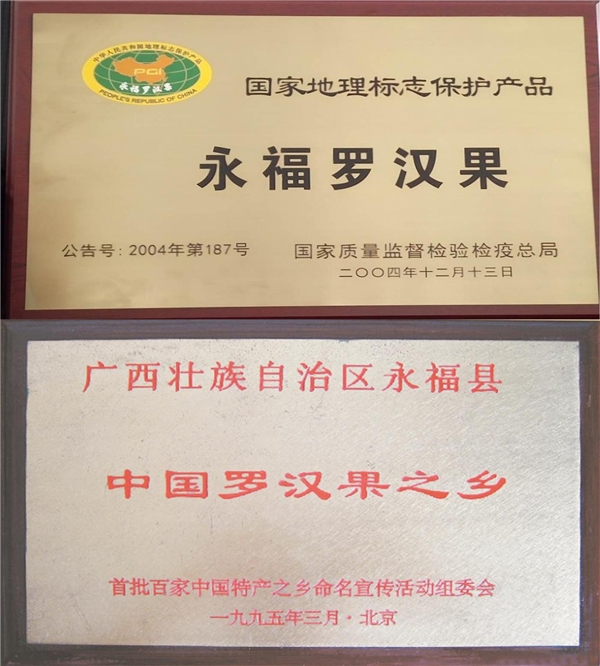 中华人民共和国地理标志保护产品
PGI
永福罗汉果
PEOPLE'S REPUBLIC OF CHINA
国家地理标志保护产品
永福罗汉果
公告号: 2004年第187号
国家质量监督检验检疫总局
二〇〇四年十二月十三日
广西壮族自治区永福县
中国罗汉果之乡
首批百家中国特产之乡命名宣传活动组委会
一九九五年三月·北京